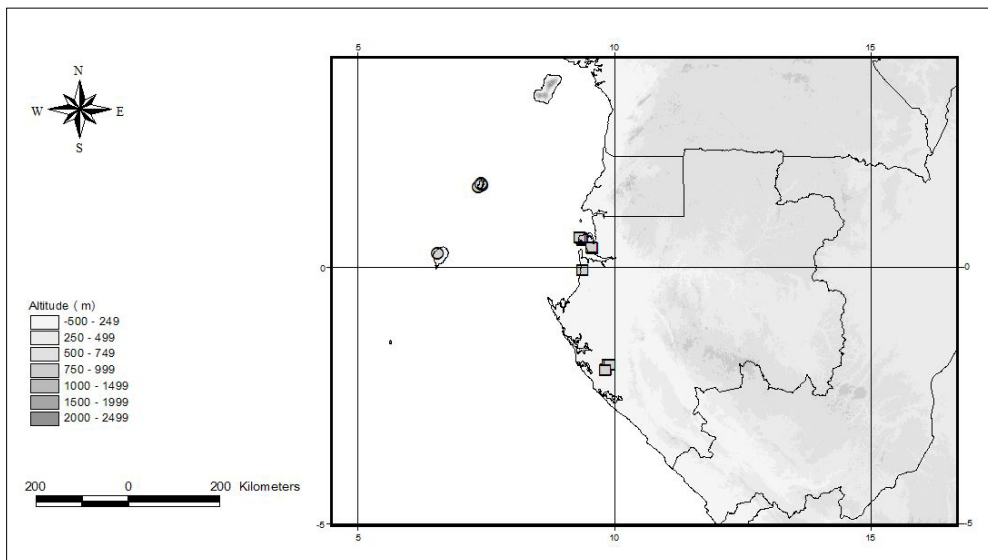 5 10 15
N
W E
S
0 0
Altitude (m)
-500 - 249
250 - 499
500 - 749
750 - 999
1000 - 1499
1500 - 1999
2000 - 2499
200 0 200 Kilometers
-5 -5
5 10 15